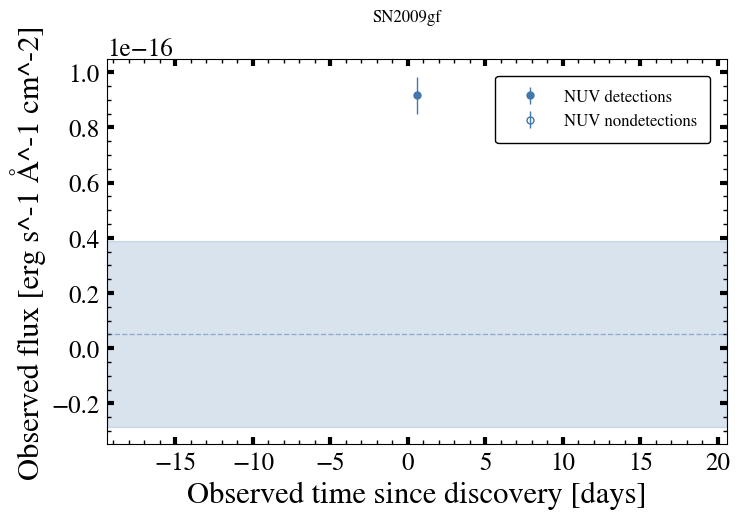 SN2009gf
1e−16
Observed flux [erg s^-1 Å^-1 cm^-2]
1.0
0.8
0.6
0.4
0.2
0.0
−0.2
NUV detections
NUV nondetections
−15 −10 −5 0 5 10 15 20
Observed time since discovery [days]